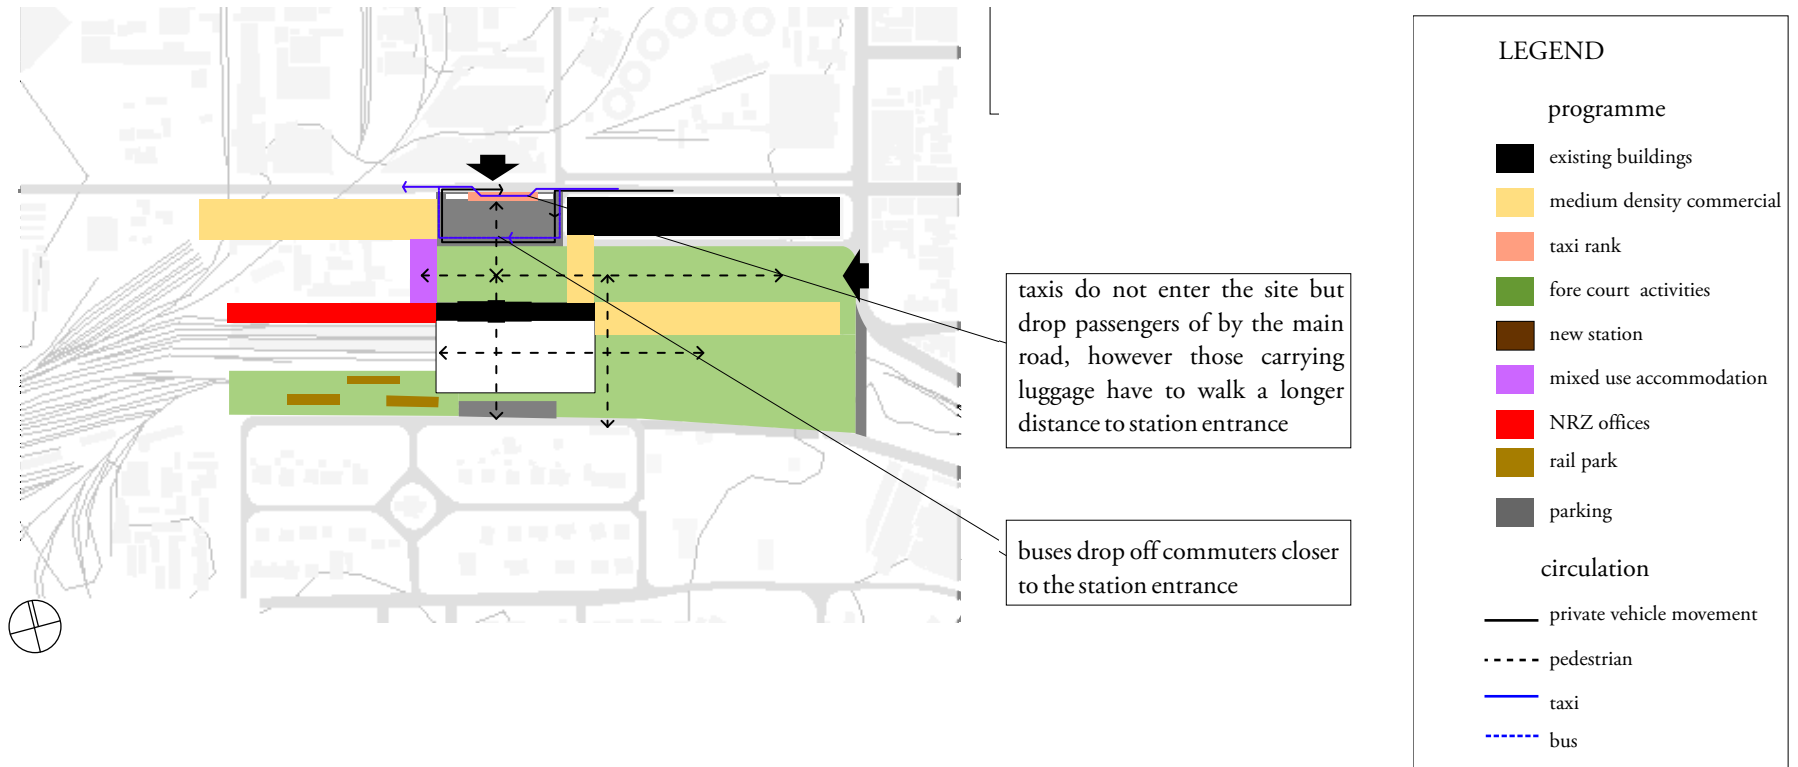 taxis do not enter the site but
drop passengers of by the main
road, however those carrying
luggage have to walk a longer
distance to station entrance
buses drop off commuters closer
to the station entrance
LEGEND
programme
existing buildings
medium density commercial
taxi rank
fore court activities
new station
mixed use accommodation
NRZ offices
rail park
parking
circulation
private vehicle movement
pedestrian
taxi
bus